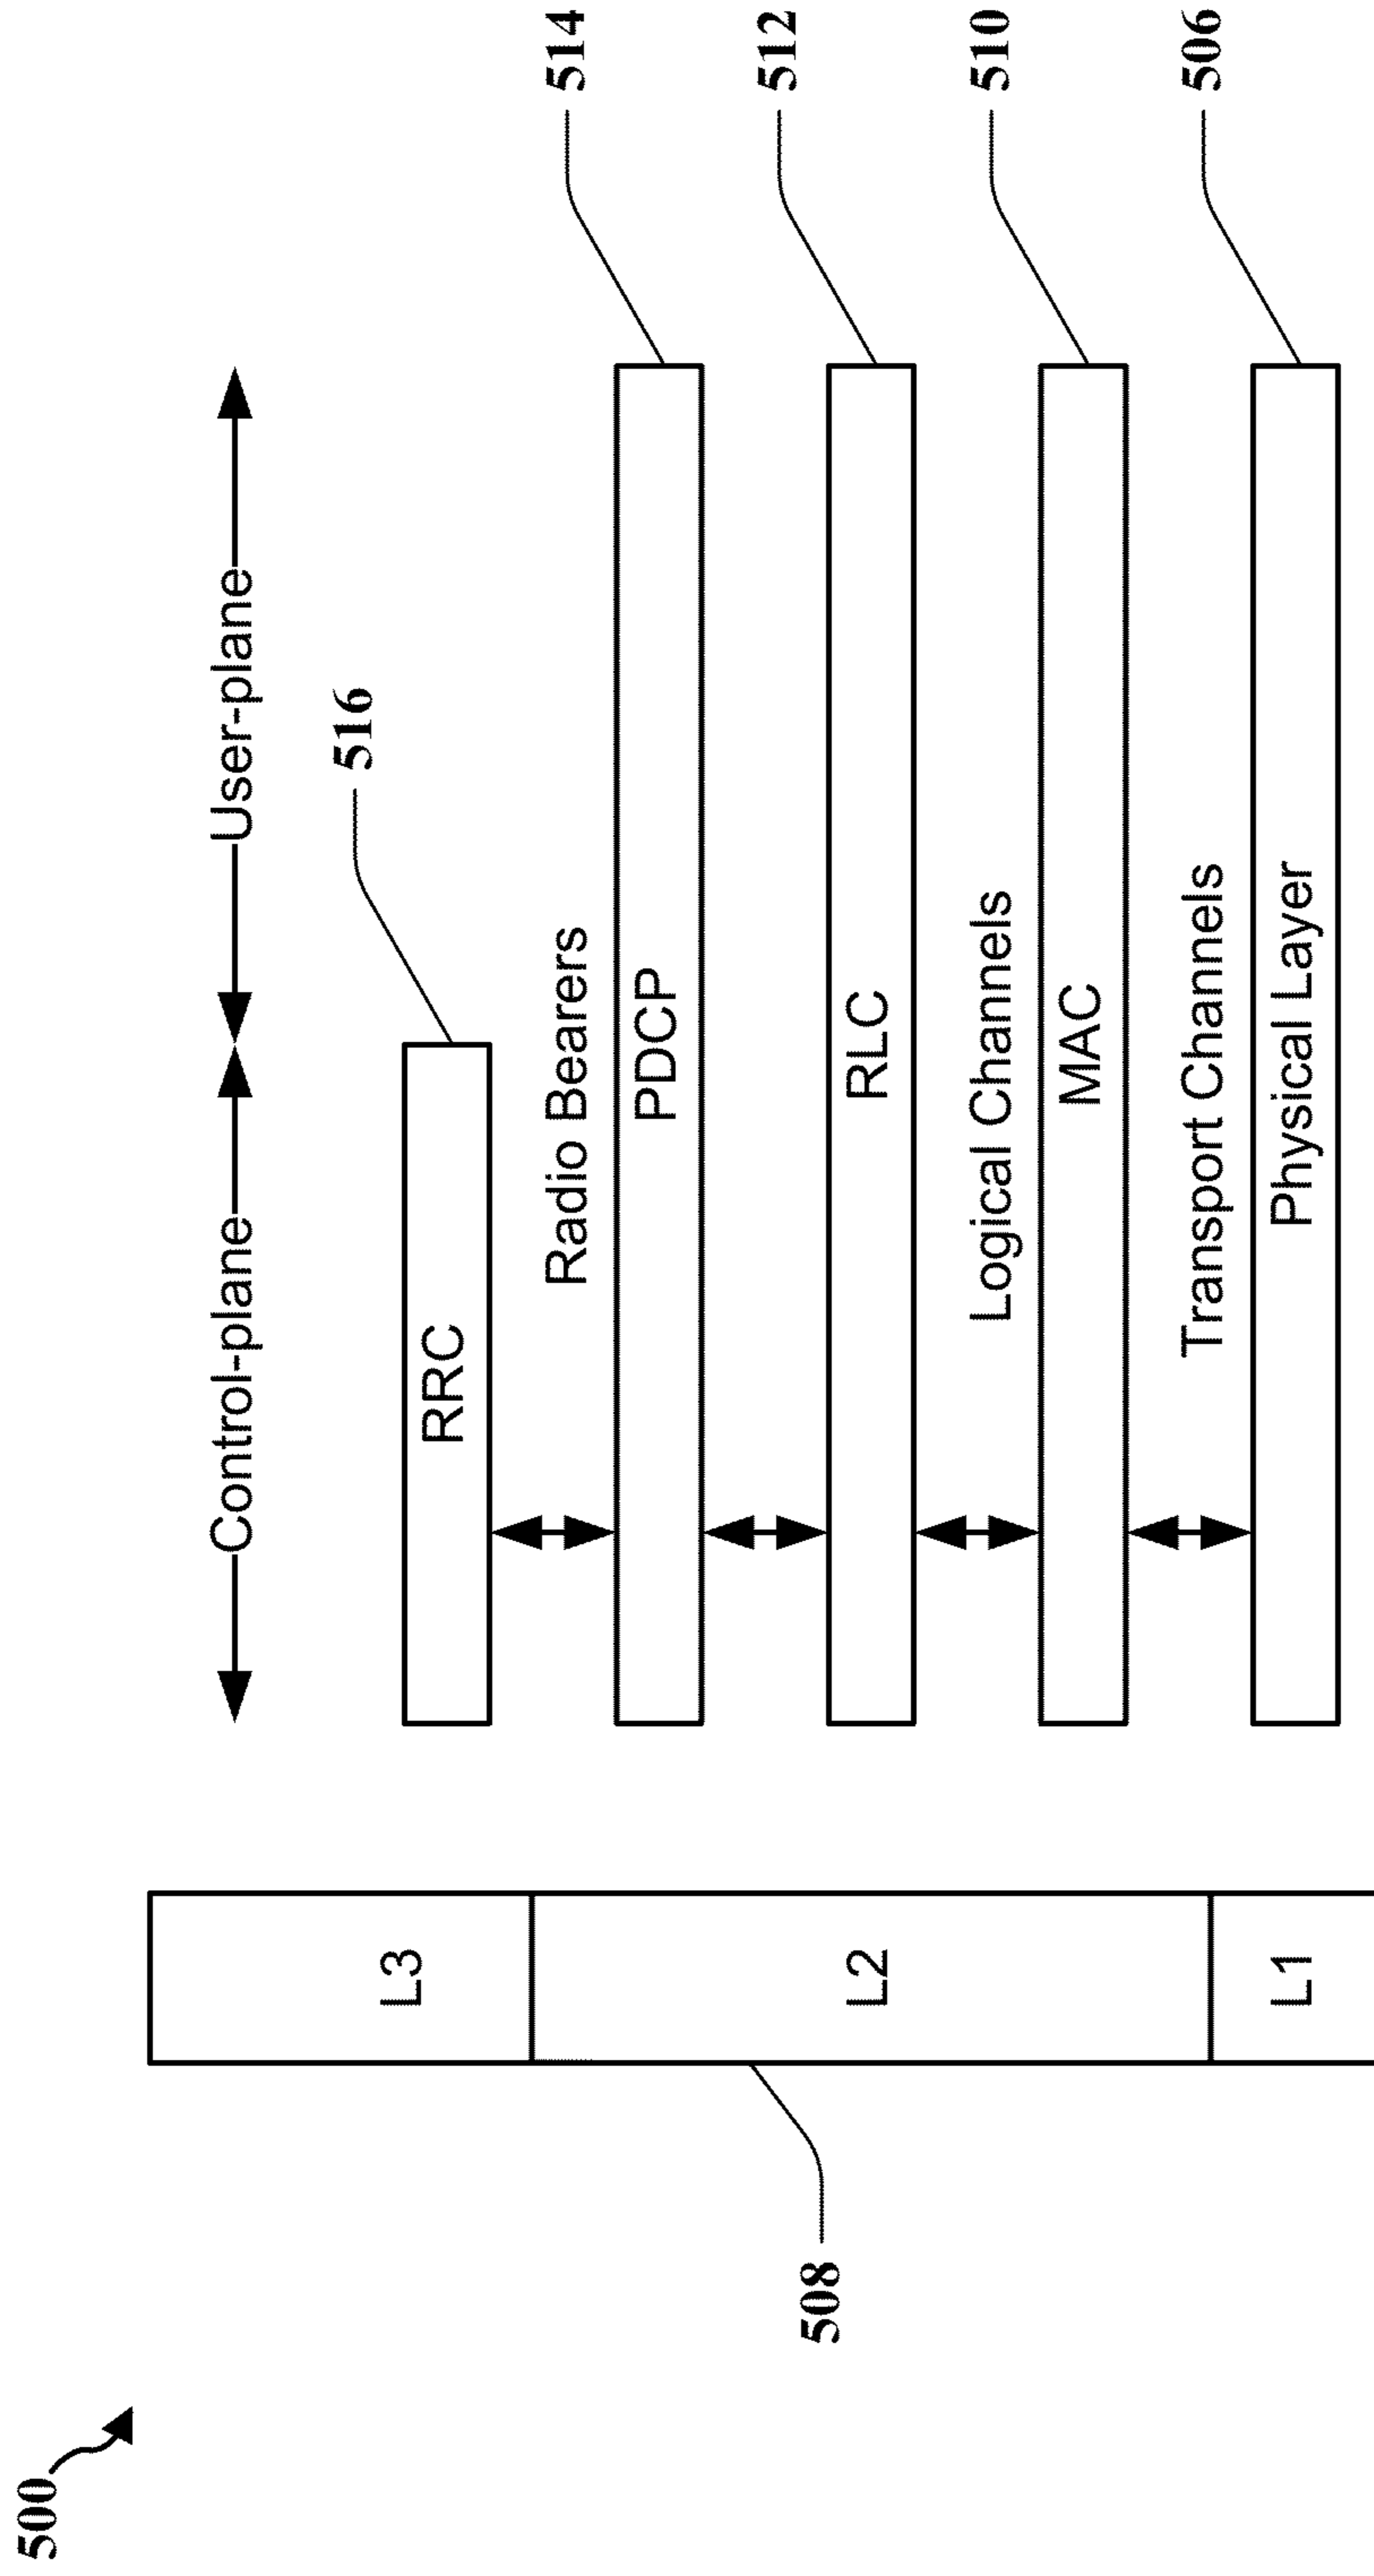 500
Control-plane
User-plane
516
L3
RRC
Radio Bearers
514
PDCP
508
L2
512
RLC
Logical Channels
510
MAC
Transport Channels
506
L1
Physical Layer